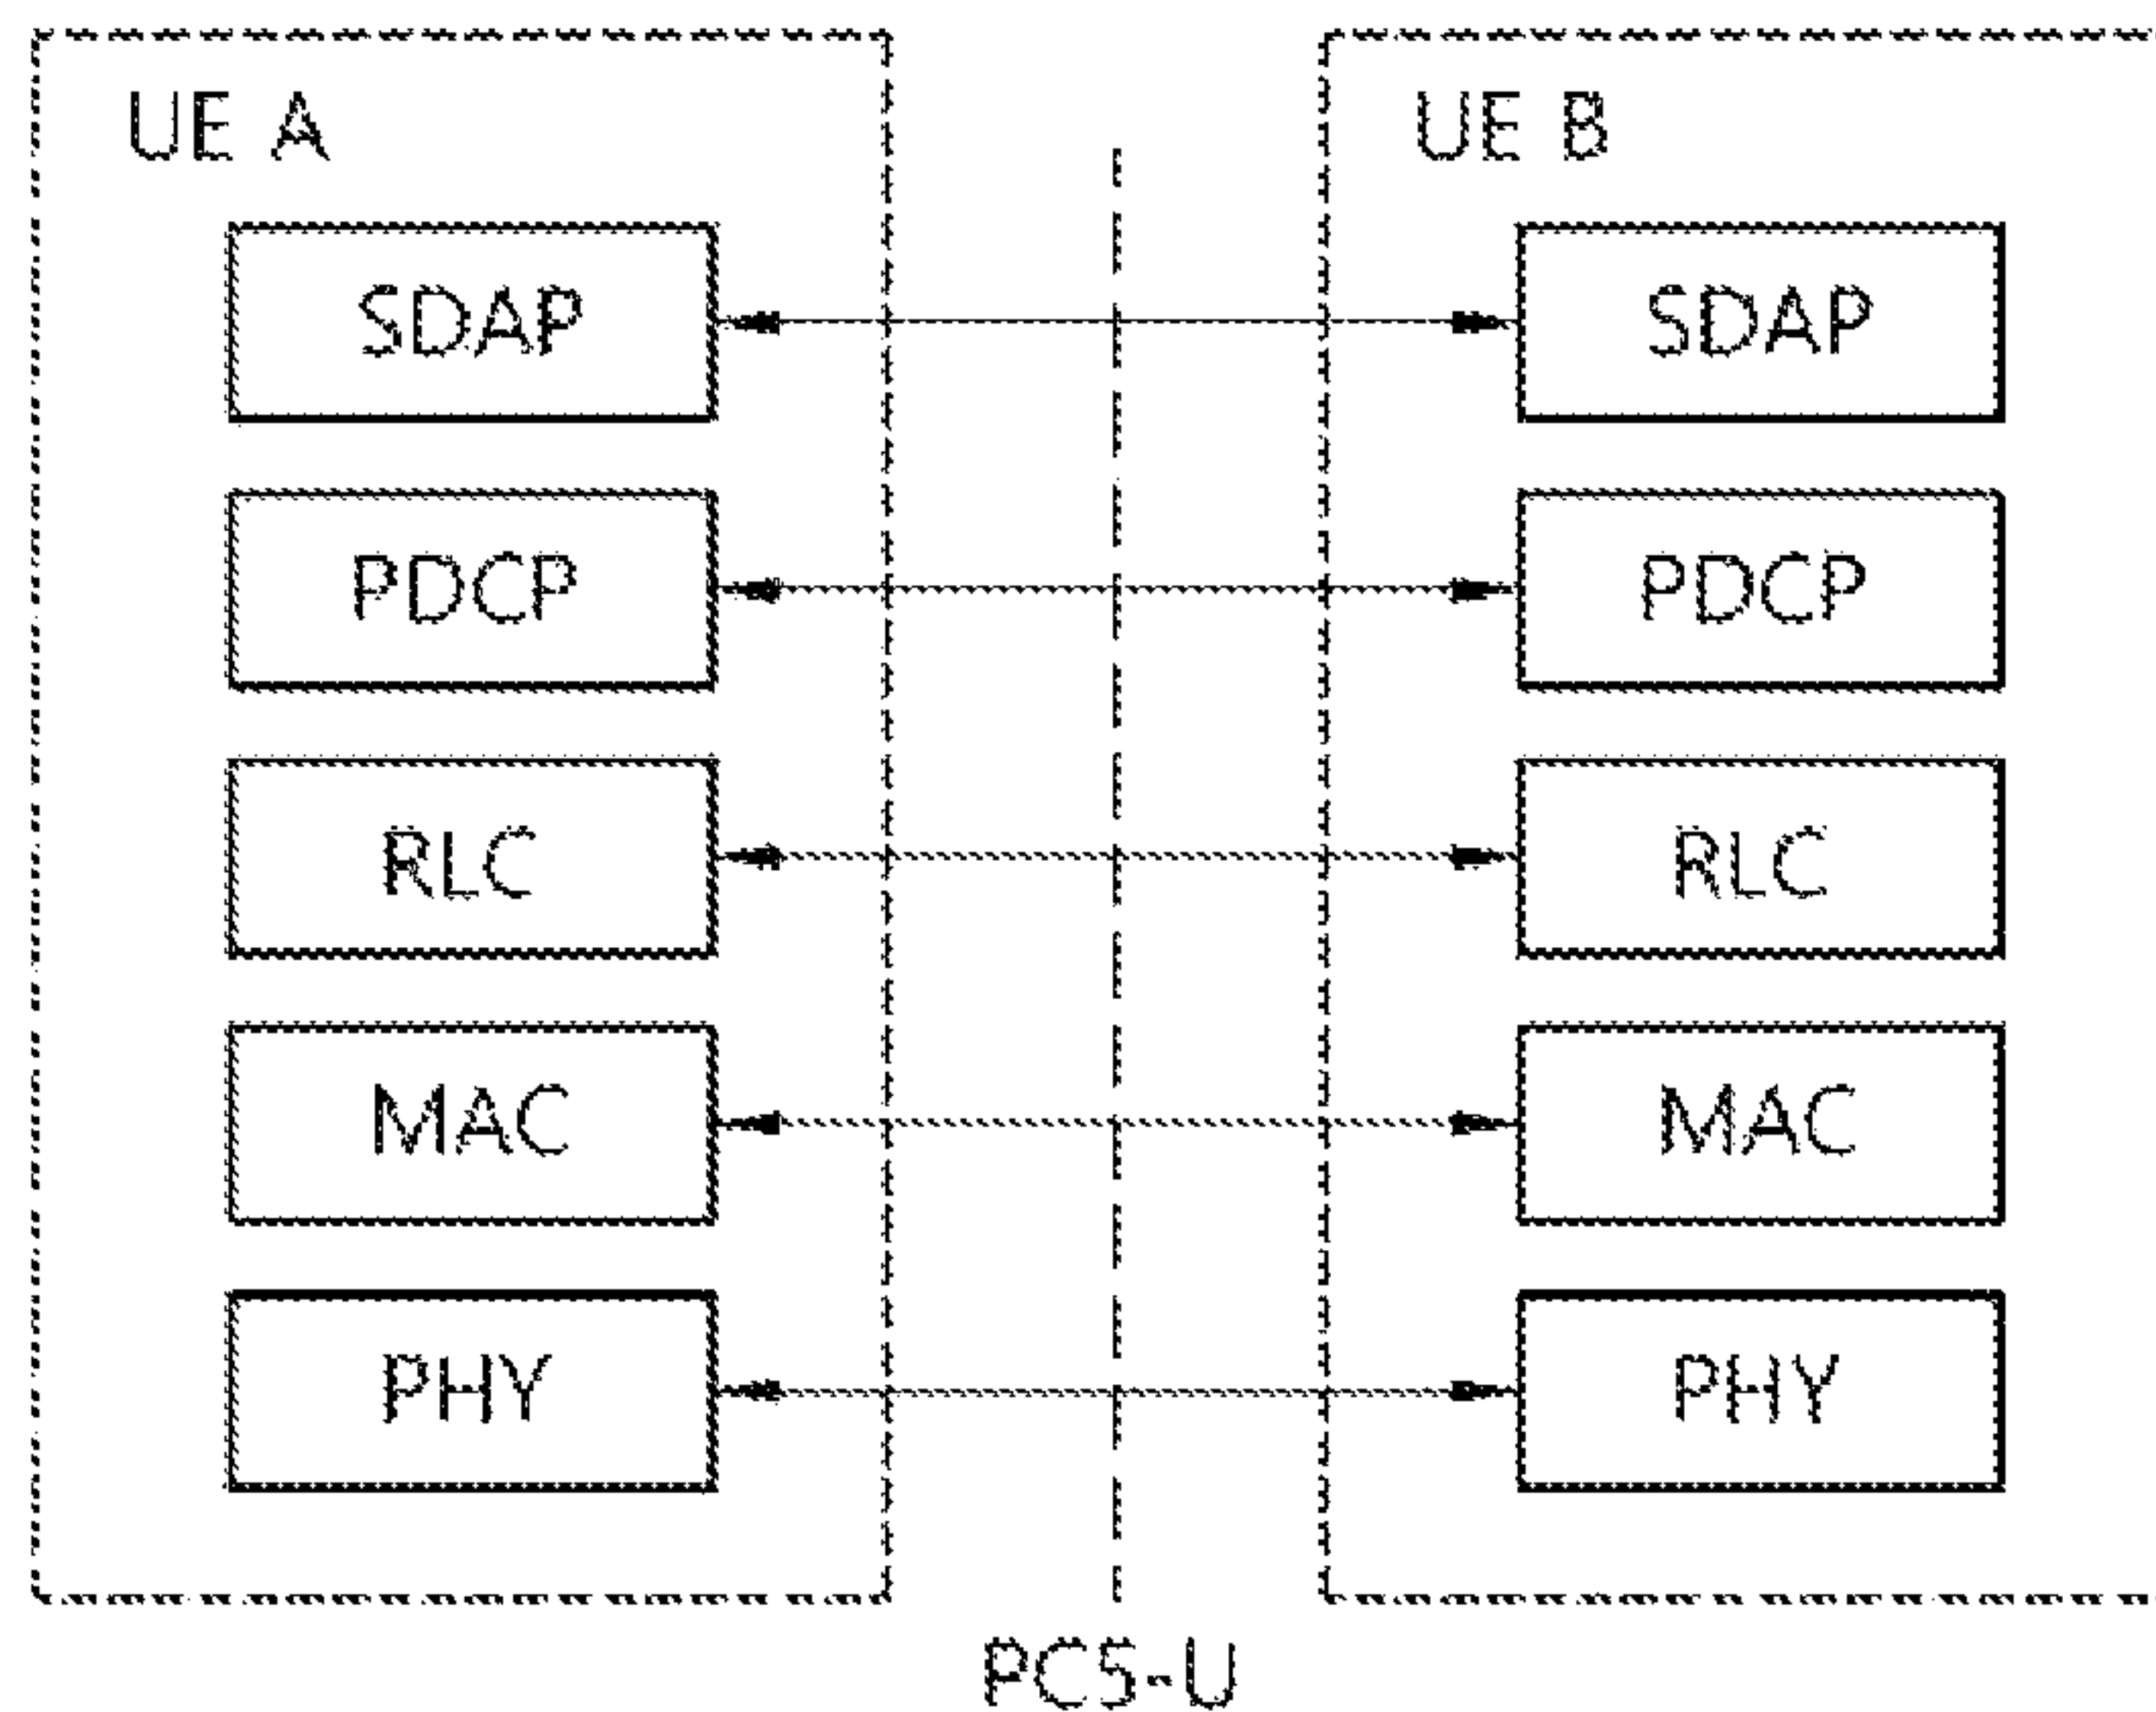 UE A
UE B
SDAP
SDAP
PDCP
PDCP
RLC
RLC
MAC
MAC
PHY
PHY
PC5-U